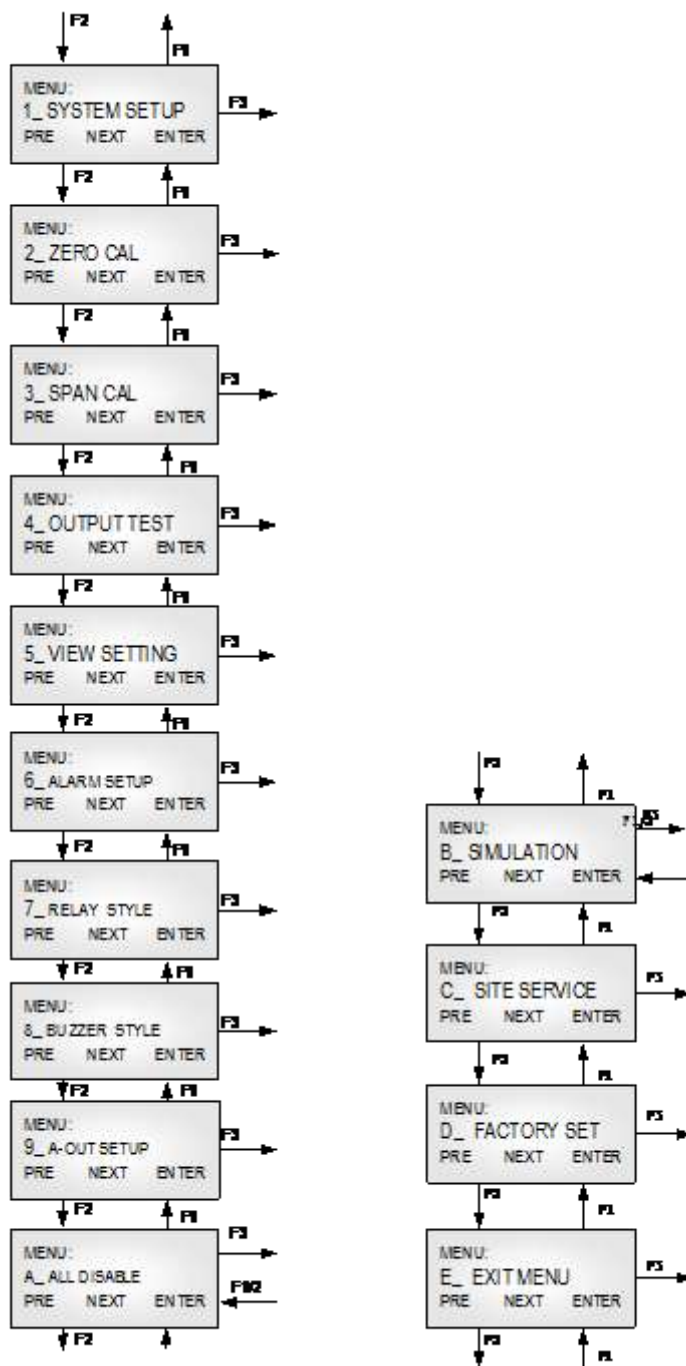 F2 F1
MENU:
1_ SYSTEM SETUP F3
PRE NEXT ENTER
F2 F1
MENU:
2_ ZERO CAL F3
PRE NEXT ENTER
F2 F1
MENU:
3_ SPAN CAL F3
PRE NEXT ENTER
F2 F1
MENU:
4_ OUTPUT TEST F3
PRE NEXT ENTER
F2 F1
MENU:
5_ VIEW SETTING F3
PRE NEXT ENTER
F2 F1
MENU:
6_ ALARM SETUP F3
PRE NEXT ENTER
F2 F1
MENU:
7_ RELAY STYLE F3
PRE NEXT ENTER
F2 F1
MENU:
8_ BUZZER STYLE F3
PRE NEXT ENTER
F2 F1
MENU:
9_ A-OUT SETUP F3
PRE NEXT ENTER
F2 F1
MENU: F3
A_ ALL DISABLE
PRE NEXT ENTER F1/2
F2
F2 F1
MENU: F3
B_ SIMULATION
PRE NEXT ENTER
F2 F1
MENU:
C_ SITE SERVICE F3
PRE NEXT ENTER
F2 F1
MENU:
D_ FACTORY SET F3
PRE NEXT ENTER
F2 F1
MENU:
E_ EXIT MENU F3
PRE NEXT ENTER
F2 F1